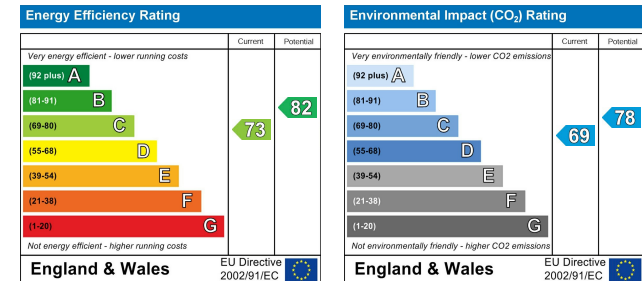 Energy Efficiency Rating
Current Potential
Very energy efficient - lower running costs
(92 plus) A
(81-91) B
82
(69-80) C
73
(55-68) D
(39-54) E
(21-38) F
(1-20) G
Not energy efficient - higher running costs
England & Wales
EU Directive
2002/91/EC
Environmental Impact (CO₂) Rating
Current Potential
Very environmentally friendly - lower CO2 emissions
(92 plus) A
(81-91) B
78
(69-80) C
69
(55-68) D
(39-54) E
(21-38) F
(1-20) G
Not environmentally friendly - higher CO2 emissions
England & Wales
EU Directive
2002/91/EC